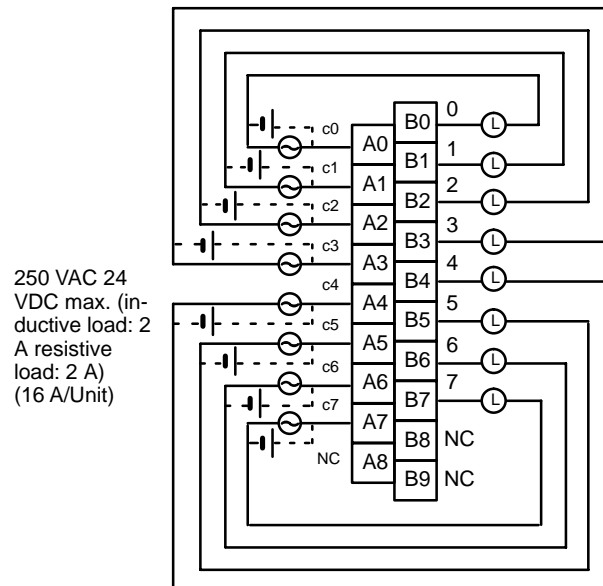 0
B0 L
c0
A0
B1 1 L
c1
A1
B2 2 L
c2
A2
B3 3 L
c3
A3
B4 4 L
c4
A4
B5 5 L
c5
A5
B6 6 L
c6
A6
B7 7 L
c7
A7
B8 NC
NC
A8
B9 NC
250 VAC 24
VDC max. (in-
ductive load: 2
A resistive
load: 2 A)
(16 A/Unit)